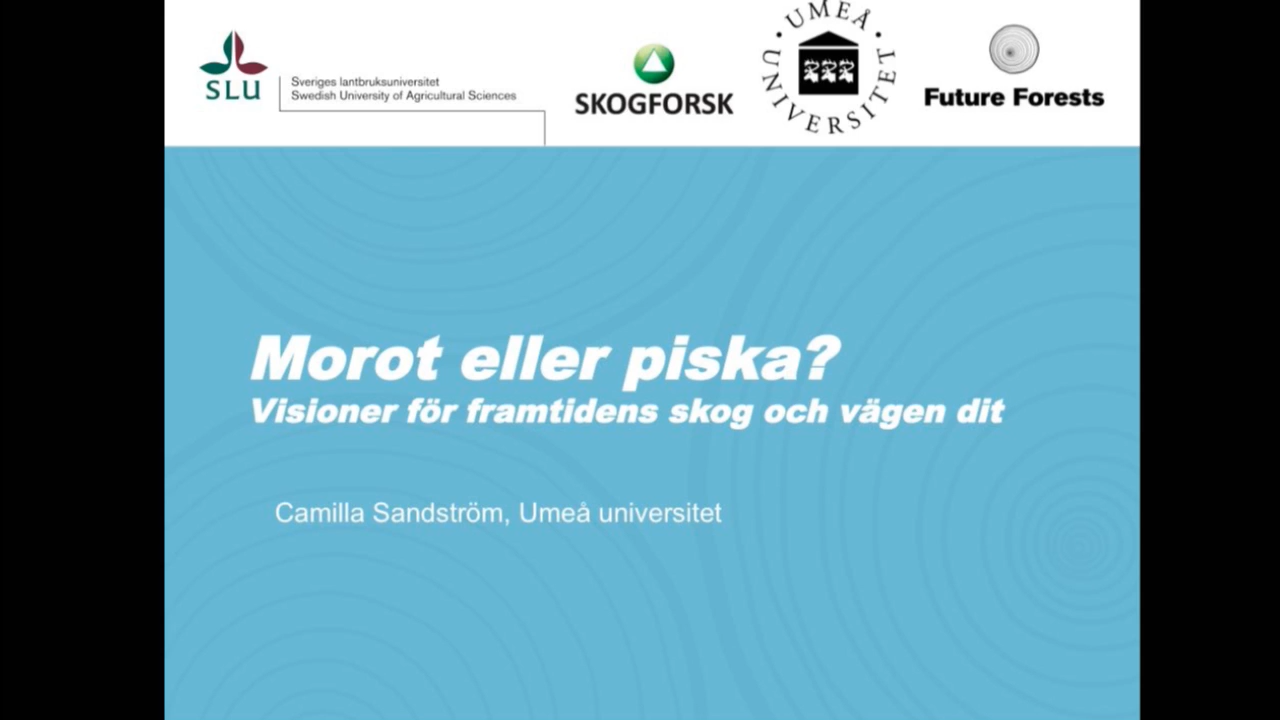 SLU
Sveriges lantbruksuniversitet
Swedish University of Agricultural Sciences
SKOGFORSK
UMEÅ • UNIVERSITET •
Future Forests
Morot eller piska?
Visioner för framtidens skog och vägen dit
Camilla Sandström, Umeå universitet